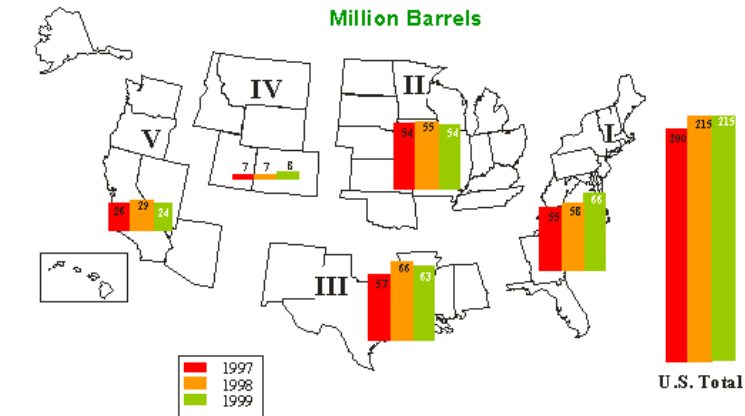 Million Barrels
IV
II
V
I
III
7 7 8
54 55 54
26 29 24
55 58 66
57 66 63
200 215 215
U.S. Total
1997
1998
1999